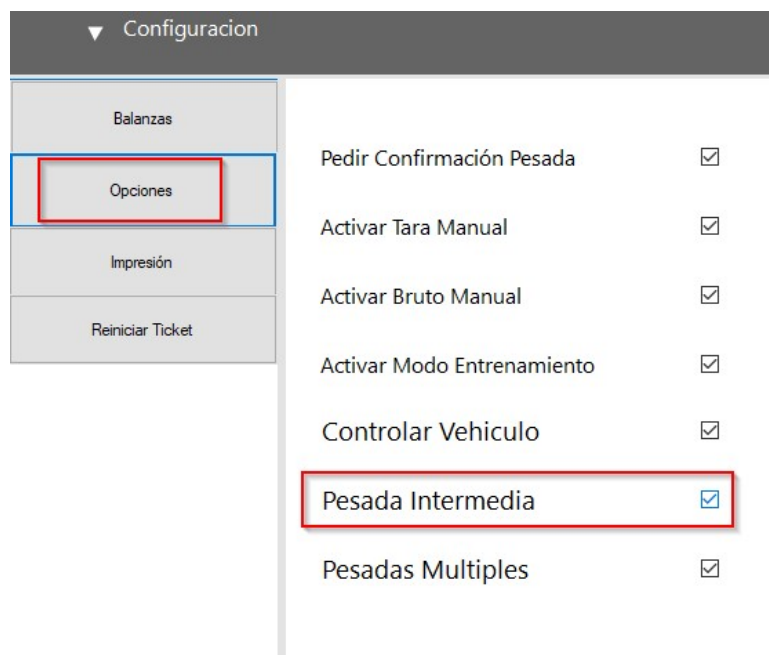 Configuracion
Balanzas
Opciones
Impresión
Reiniciar Ticket
Pedir Confirmación Pesada
Activar Tara Manual
Activar Bruto Manual
Activar Modo Entrenamiento
Controlar Vehiculo
Pesada Intermedia
Pesadas Multiples